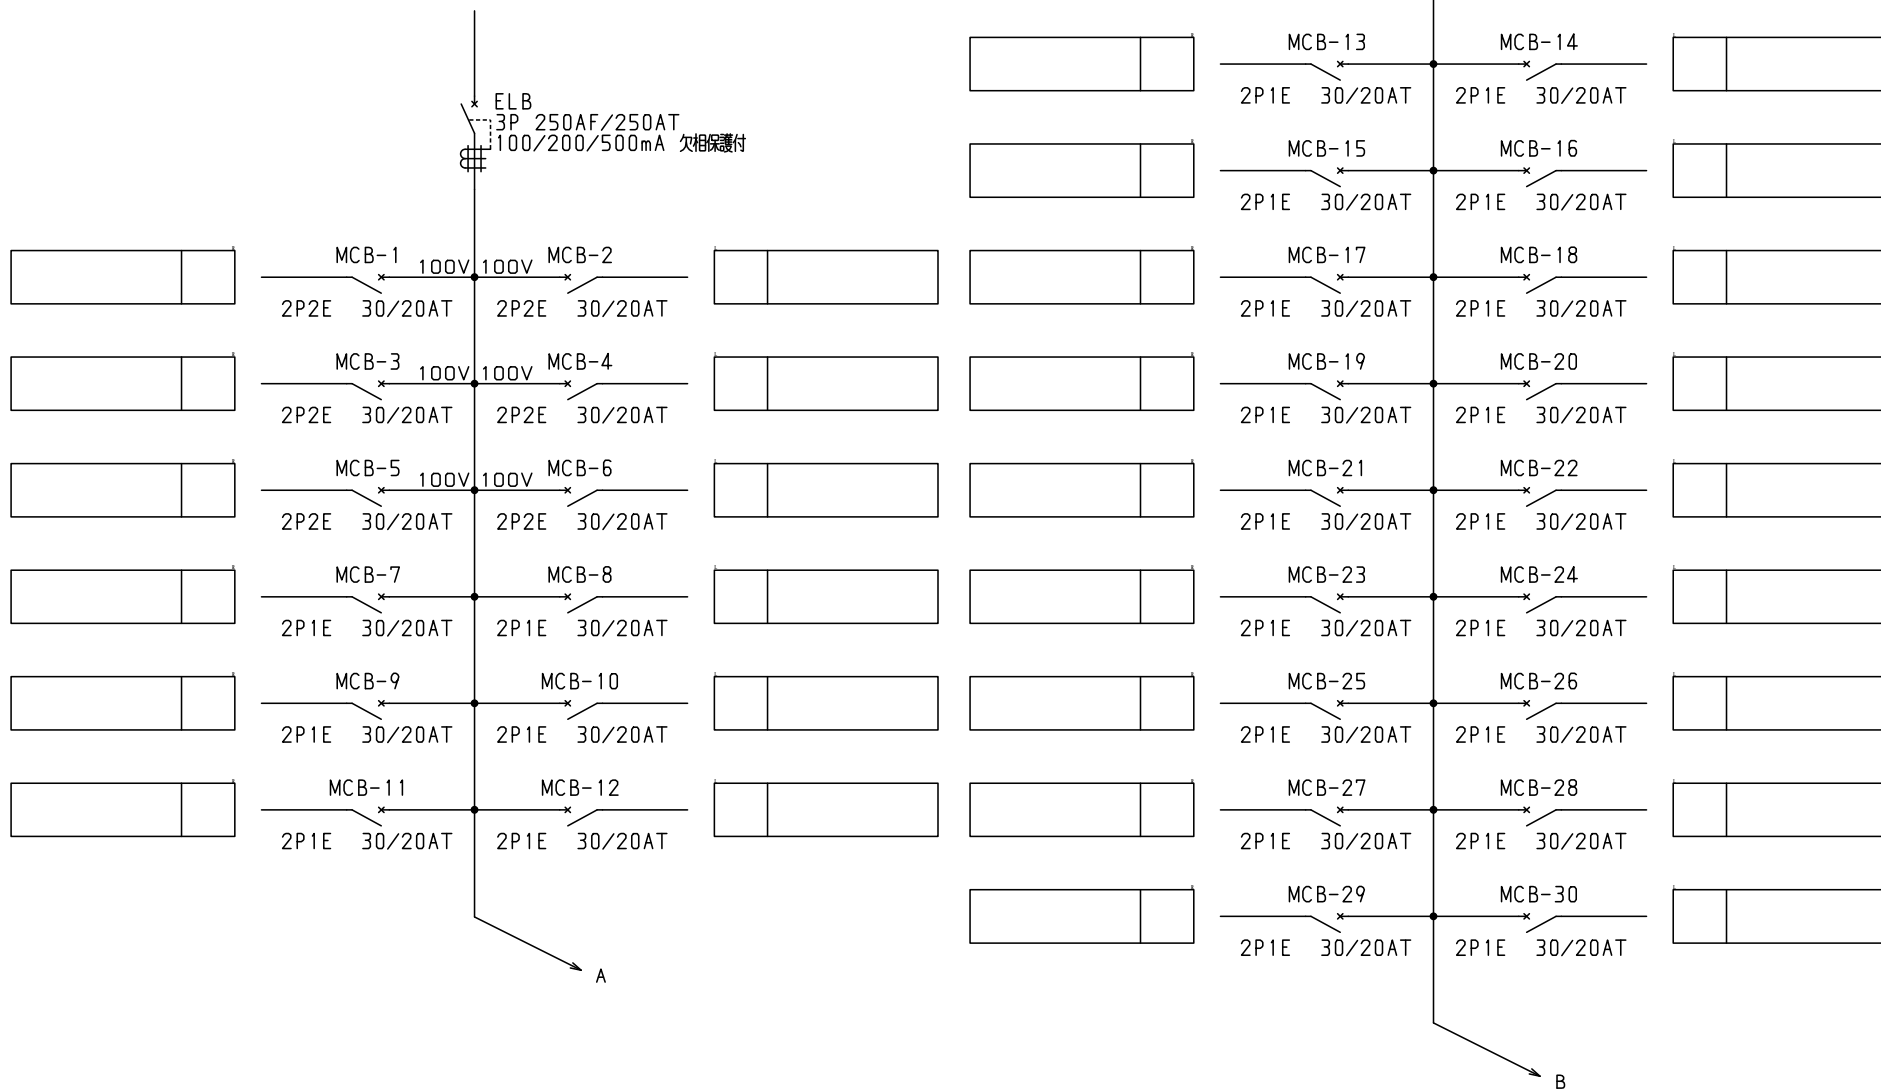 ELB
3P 250AF/250AT
100/200/500mA 欠相保護付
MCB-1 100V 100V MCB-2
2P2E 30/20AT 2P2E 30/20AT
MCB-3 100V 100V MCB-4
2P2E 30/20AT 2P2E 30/20AT
MCB-5 100V 100V MCB-6
2P2E 30/20AT 2P2E 30/20AT
MCB-7 MCB-8
2P1E 30/20AT 2P1E 30/20AT
MCB-9 MCB-10
2P1E 30/20AT 2P1E 30/20AT
MCB-11 MCB-12
2P1E 30/20AT 2P1E 30/20AT
A
MCB-13 MCB-14
2P1E 30/20AT 2P1E 30/20AT
MCB-15 MCB-16
2P1E 30/20AT 2P1E 30/20AT
MCB-17 MCB-18
2P1E 30/20AT 2P1E 30/20AT
MCB-19 MCB-20
2P1E 30/20AT 2P1E 30/20AT
MCB-21 MCB-22
2P1E 30/20AT 2P1E 30/20AT
MCB-23 MCB-24
2P1E 30/20AT 2P1E 30/20AT
MCB-25 MCB-26
2P1E 30/20AT 2P1E 30/20AT
MCB-27 MCB-28
2P1E 30/20AT 2P1E 30/20AT
MCB-29 MCB-30
2P1E 30/20AT 2P1E 30/20AT
B